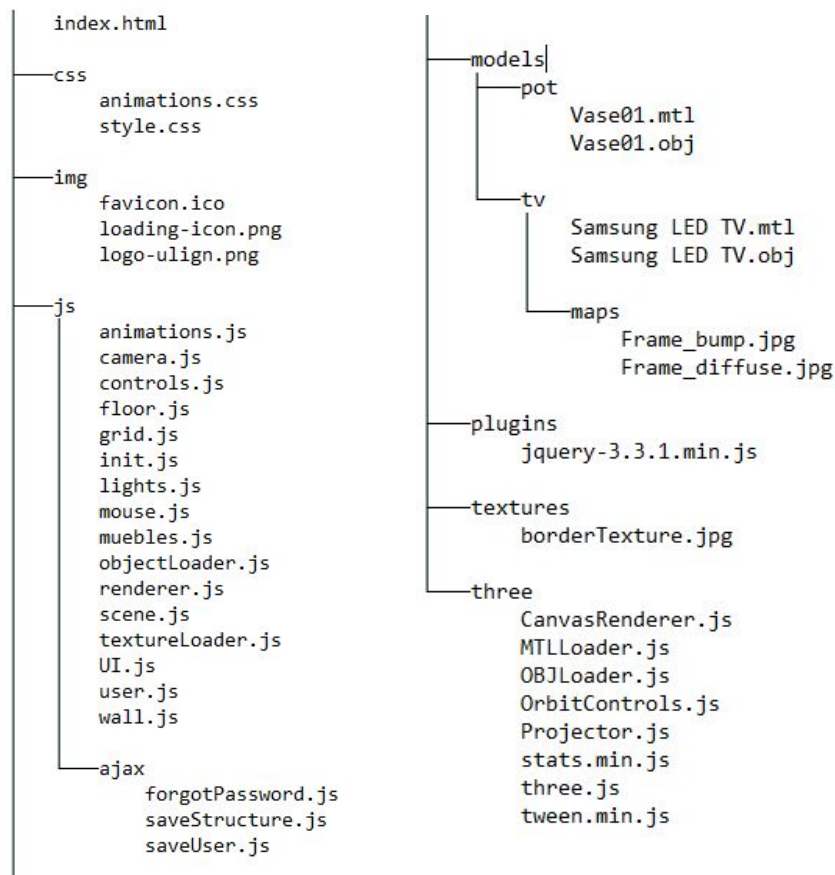 index.html
css
animations.css
style.css
img
favicon.ico
loading-icon.png
logo-ulign.png
js
animations.js
camera.js
controls.js
floor.js
grid.js
init.js
lights.js
mouse.js
muebles.js
objectLoader.js
renderer.js
scene.js
textureLoader.js
UI.js
user.js
wall.js
ajax
forgotPassword.js
saveStructure.js
saveUser.js
models
pot
Vase01.mtl
Vase01.obj
tv
Samsung LED TV.mtl
Samsung LED TV.obj
maps
Frame_bump.jpg
Frame_diffuse.jpg
plugins
jquery-3.3.1.min.js
textures
borderTexture.jpg
three
CanvasRenderer.js
MTLLoader.js
OBJLoader.js
OrbitControls.js
Projector.js
stats.min.js
three.js
tween.min.js